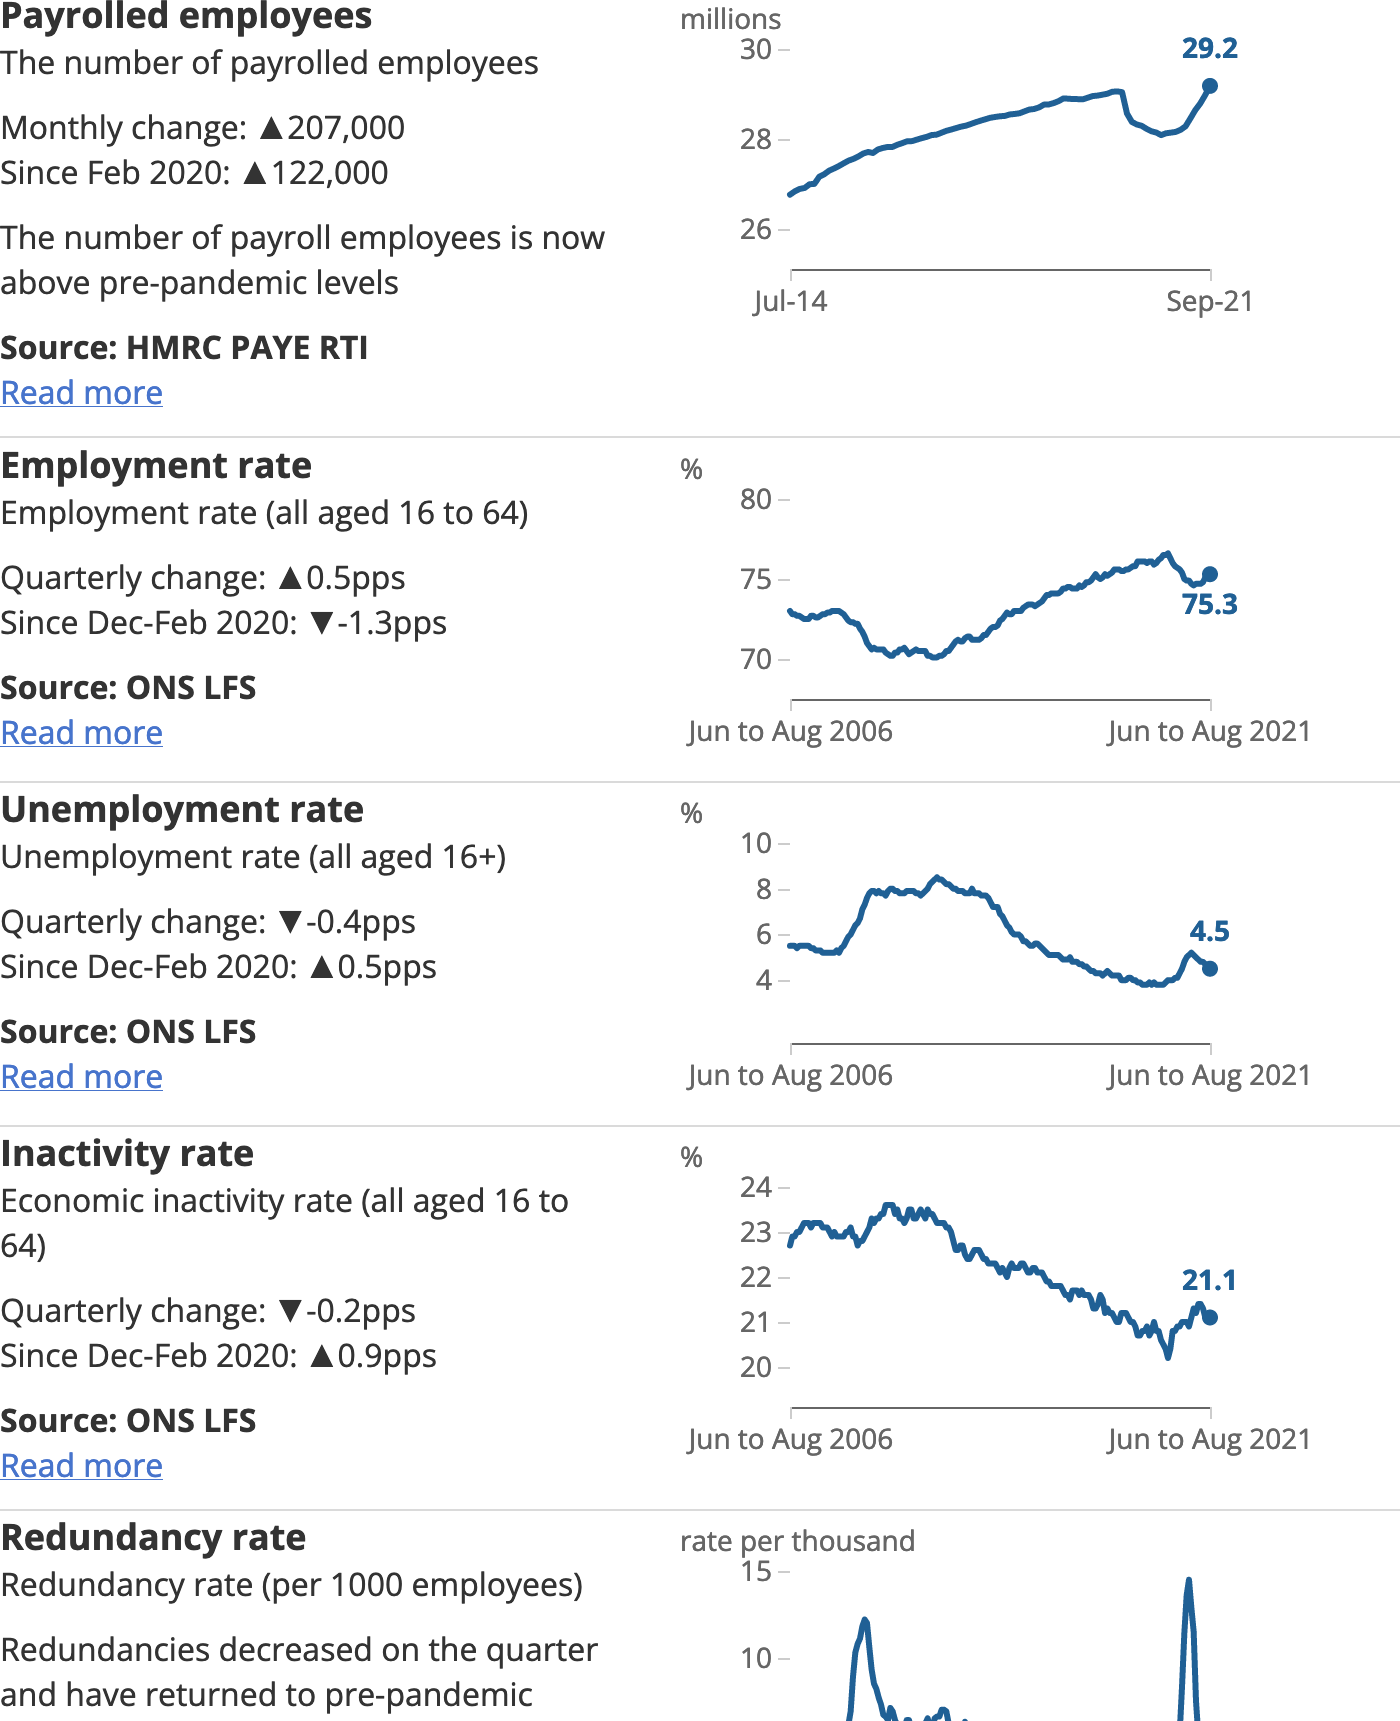 Payrolled employees
The number of payrolled employees
Monthly change: ▲207,000
Since Feb 2020: ▲122,000
The number of payroll employees is now
above pre-pandemic levels
Source: HMRC PAYE RTI
Read more
millions
30
28
26
29.2
Jul-14
Sep-21
Employment rate
Employment rate (all aged 16 to 64)
Quarterly change: ▲0.5pps
Since Dec-Feb 2020: ▼-1.3pps
Source: ONS LFS
Read more
%
80
75
70
75.3
Jun to Aug 2006
Jun to Aug 2021
Unemployment rate
Unemployment rate (all aged 16+)
Quarterly change: ▼-0.4pps
Since Dec-Feb 2020: ▲0.5pps
Source: ONS LFS
Read more
%
10
8
6
4
4.5
Jun to Aug 2006
Jun to Aug 2021
Inactivity rate
Economic inactivity rate (all aged 16 to
64)
Quarterly change: ▼-0.2pps
Since Dec-Feb 2020: ▲0.9pps
Source: ONS LFS
Read more
%
24
23
22
21
20
21.1
Jun to Aug 2006
Jun to Aug 2021
Redundancy rate
Redundancy rate (per 1000 employees)
Redundancies decreased on the quarter
and have returned to pre-pandemic
rate per thousand
15
10